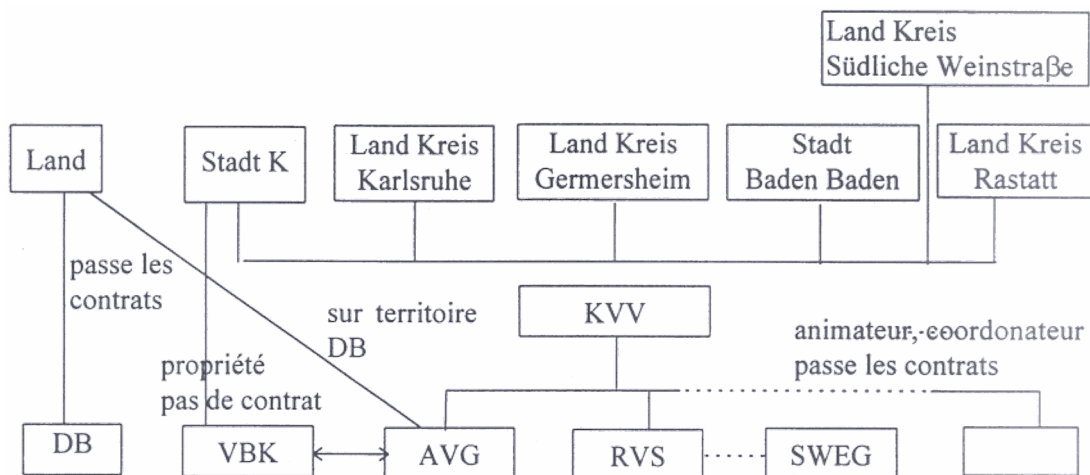 Land Kreis
Südliche Weinstraβe
Land
Stadt K
Land Kreis
Karlsruhe
Land Kreis
Germersheim
Stadt
Baden Baden
Land Kreis
Rastatt
passe les
contrats
sur territoire
DB
KVV
animateur, coordonateur
passe les contrats
propriété
pas de contrat
DB
VBK
AVG
RVS
SWEG